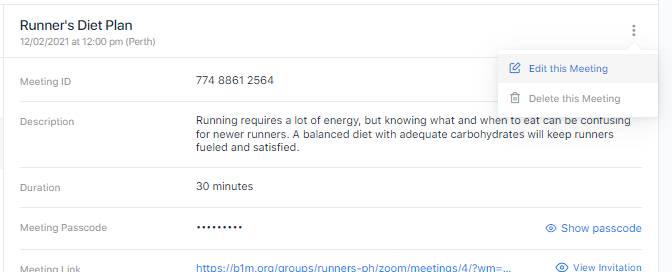 Runner's Diet Plan
12/02/2021 at 12:00 pm (Perth)
Edit this Meeting
Delete this Meeting
Meeting ID
774 8861 2564
Description
Running requires a lot of energy, but knowing what and when to eat can be confusing
for newer runners. A balanced diet with adequate carbohydrates will keep runners
fueled and satisfied.
Duration
30 minutes
Meeting Passcode
•••••••••
Show passcode
Meeting Link
https://b1m.org/groups/runners-ph/zoom/meetings/4/?wm=...
View Invitation